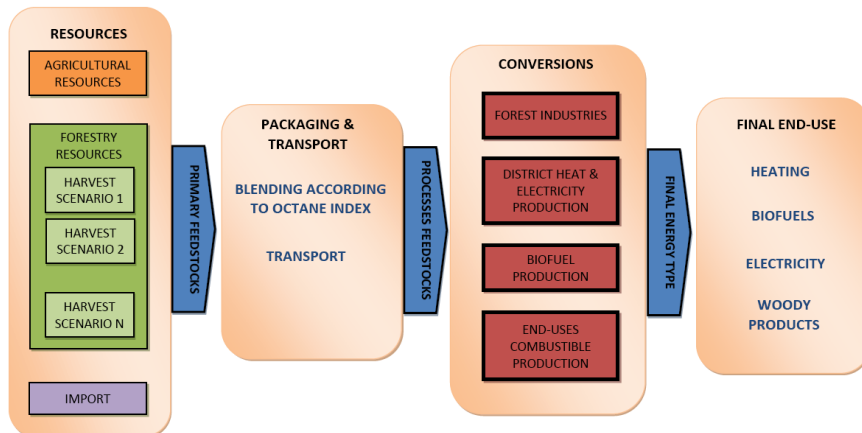 RESOURCES
AGRICULTURAL
RESOURCES
FORESTRY
RESOURCES
HARVEST
SCENARIO 1
HARVEST
SCENARIO 2
HARVEST
SCENARIO N
IMPORT
PRIMARY FEEDSTOCKS
PACKAGING &
TRANSPORT
BLENDING ACCORDING
TO OCTANE INDEX
TRANSPORT
PROCESSES FEEDSTOCKS
CONVERSIONS
FOREST INDUSTRIES
DISTRICT HEAT &
ELECTRICITY
PRODUCTION
BIOFUEL
PRODUCTION
END-USES
COMBUSTIBLE
PRODUCTION
FINAL ENERGY TYPE
FINAL END-USE
HEATING
BIOFUELS
ELECTRICITY
WOODY
PRODUCTS